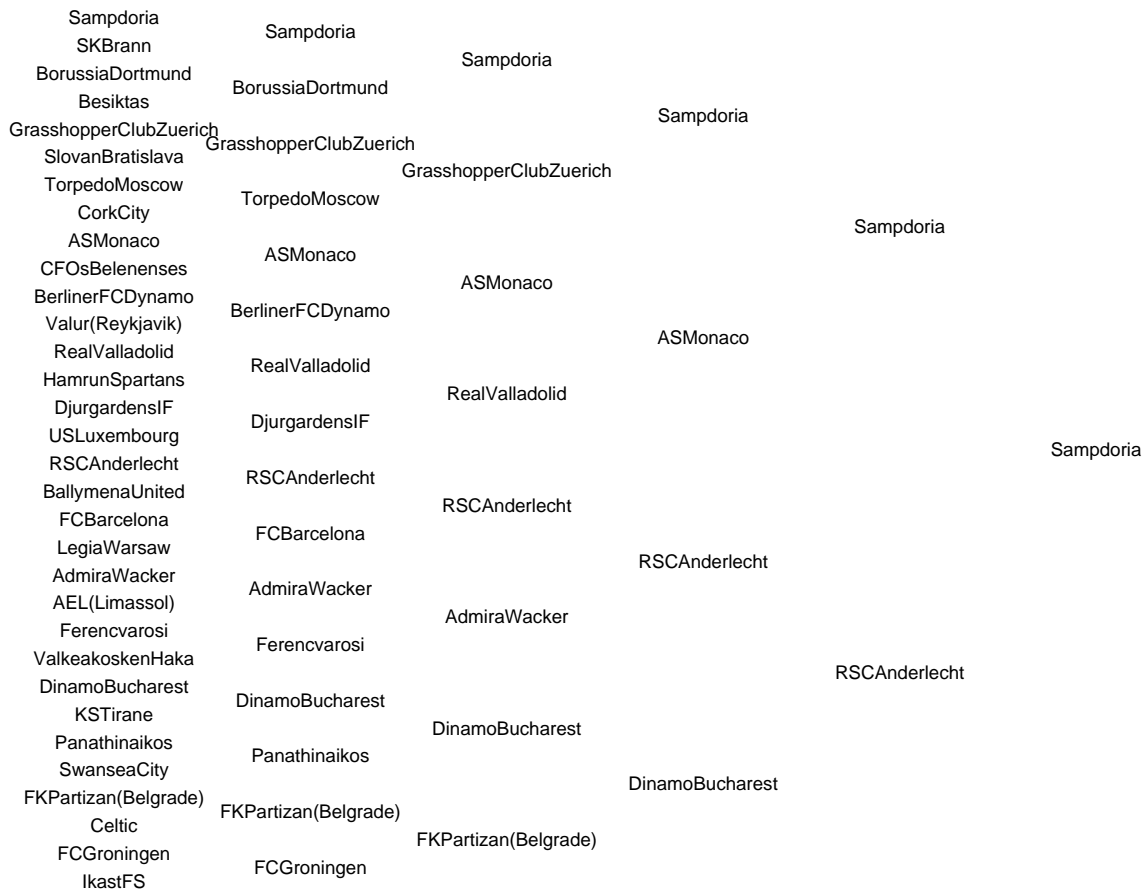 Sampdoria
SKBrann
BorussiaDortmund
Besiktas
GrasshopperClubZuerich
SlovanBratislava
TorpedoMoscow
CorkCity
ASMonaco
CFOsBelenenses
BerlinerFCDynamo
Valur(Reykjavik)
RealValladolid
HamrunSpartans
DjurgardensIF
USLuxembourg
RSCAnderlecht
BallymenaUnited
FCBarcelona
LegiaWarsaw
AdmiraWacker
AEL(Limassol)
Ferencvarosi
ValkeakoskenHaka
DinamoBucharest
KSTirane
Panathinaikos
SwanseaCity
FKPartizan(Belgrade)
Celtic
FCGroningen
IkastFS
Sampdoria
BorussiaDortmund
GrasshopperClubZuerich
TorpedoMoscow
ASMonaco
BerlinerFCDynamo
RealValladolid
DjurgardensIF
RSCAnderlecht
FCBarcelona
AdmiraWacker
Ferencvarosi
DinamoBucharest
Panathinaikos
FKPartizan(Belgrade)
FCGroningen
Sampdoria
GrasshopperClubZuerich
ASMonaco
RealValladolid
RSCAnderlecht
AdmiraWacker
DinamoBucharest
FKPartizan(Belgrade)
Sampdoria
ASMonaco
RSCAnderlecht
DinamoBucharest
Sampdoria
RSCAnderlecht
Sampdoria